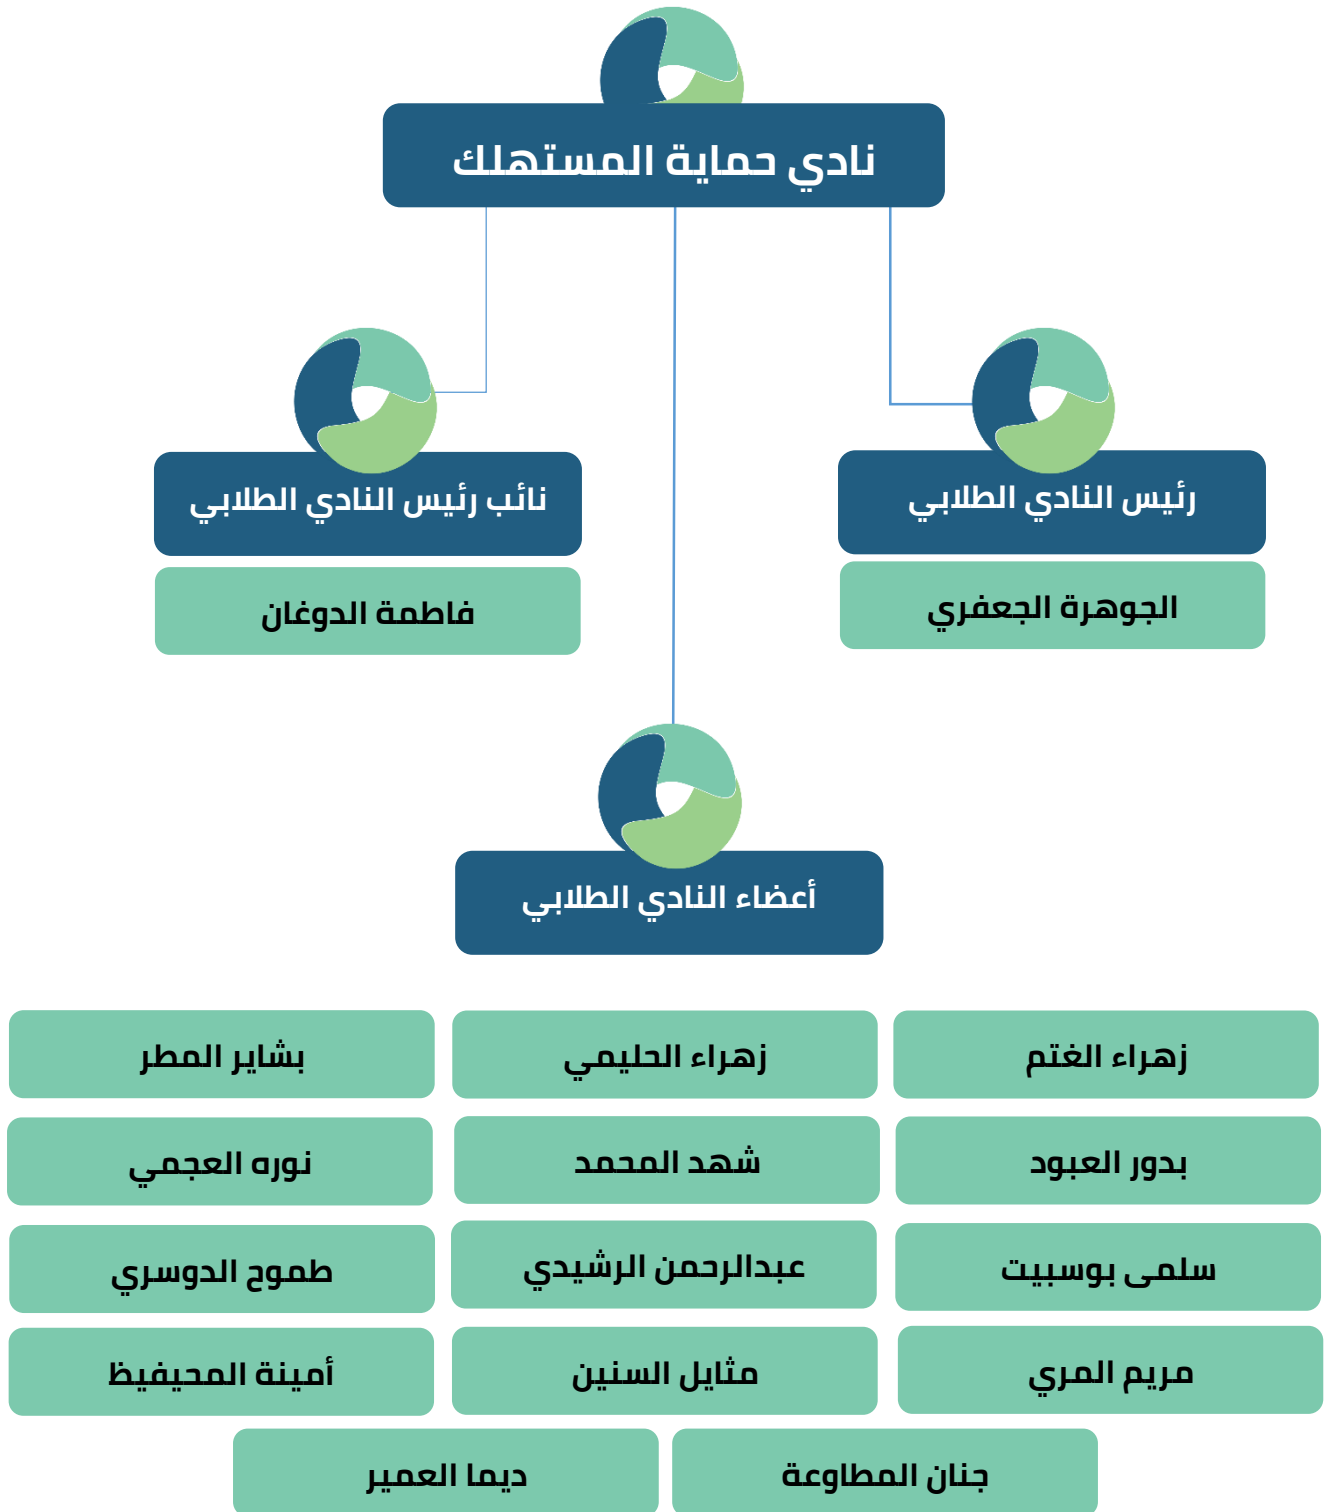 نادي حماية المستهلك
رئيس النادي الطلابي
نائب رئيس النادي الطلابي
الجوهرة الجعفري
فاطمة الدوغان
أعضاء النادي الطلابي
زهراء الغتم
زهراء الحليمي
بشاير المطر
بدور العبود
شهد المحمد
نوره العجمي
سلمى بوسبيت
عبدالرحمن الرشيدي
طموح الدوسري
مريم المري
مثايل السنين
أمينة المحيفيظ
جنان المطاوعة
ديما العمير